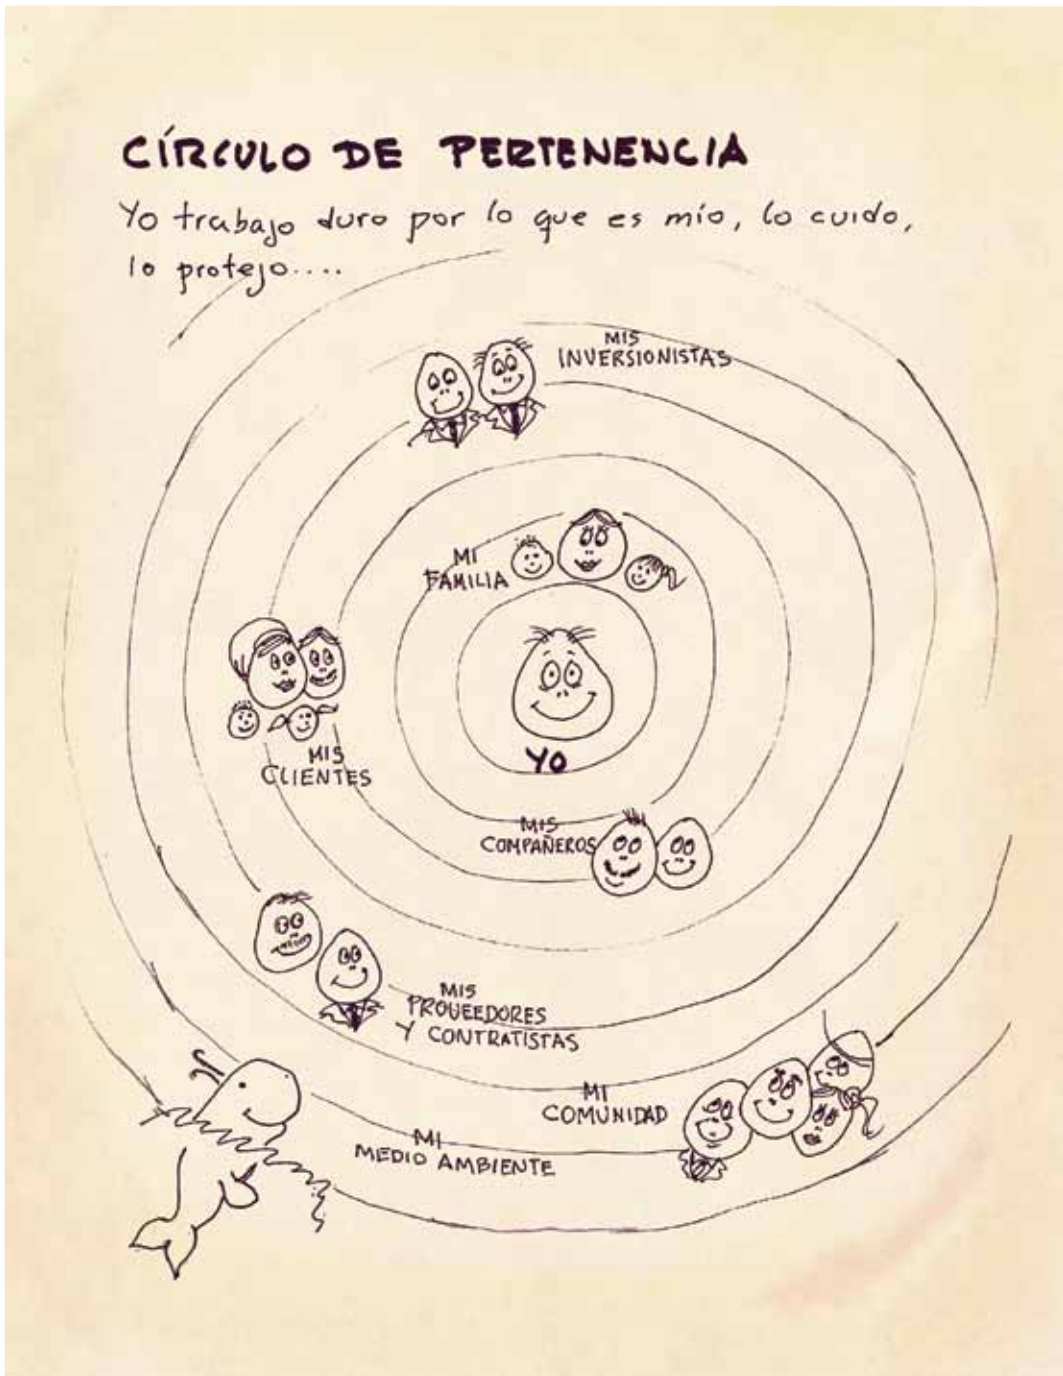 CÍRCULO DE PERTENENCIA
Yo trabajo duro por lo que es mío, lo cuido,
lo protejo....
MIS
INVERSIONISTAS
MI
FAMILIA
YO
MIS
CLIENTES
MIS
COMPAÑEROS
MIS
PROVEEDORES
Y CONTRATISTAS
MI
COMUNIDAD
MI
MEDIO AMBIENTE